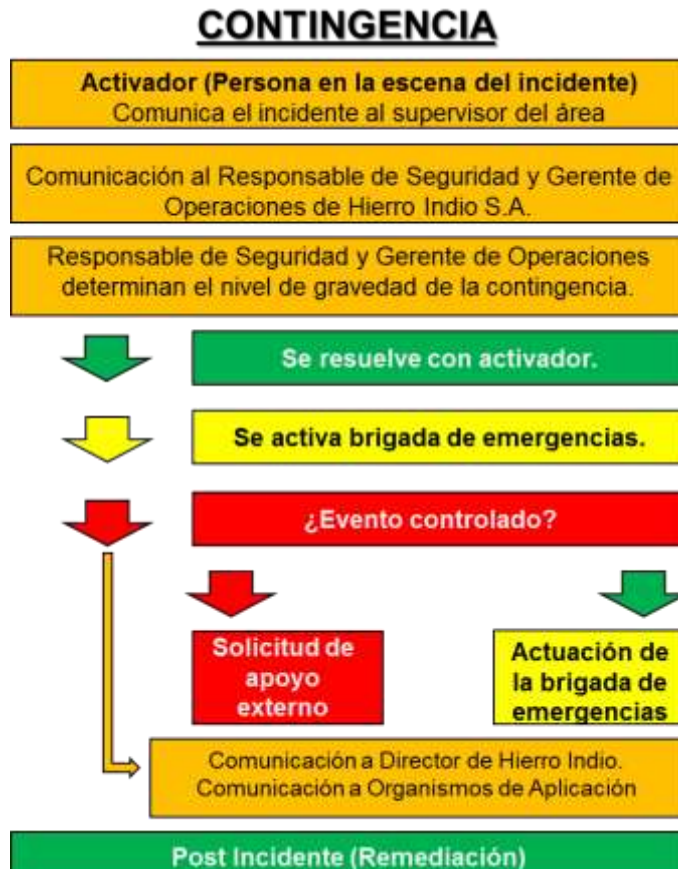 CONTINGENCIA
Activador (Persona en la escena del incidente)
Comunica el incidente al supervisor del área
Comunicación al Responsable de Seguridad y Gerente de
Operaciones de Hierro Indio S.A.
Responsable de Seguridad y Gerente de Operaciones
determinan el nivel de gravedad de la contingencia.
Se resuelve con activador.
Se activa brigada de emergencias.
¿Evento controlado?
Solicitud de
apoyo
externo
Actuación de
la brigada de
emergencias
Comunicación a Director de Hierro Indio.
Comunicación a Organismos de Aplicación
Post Incidente (Remediación)